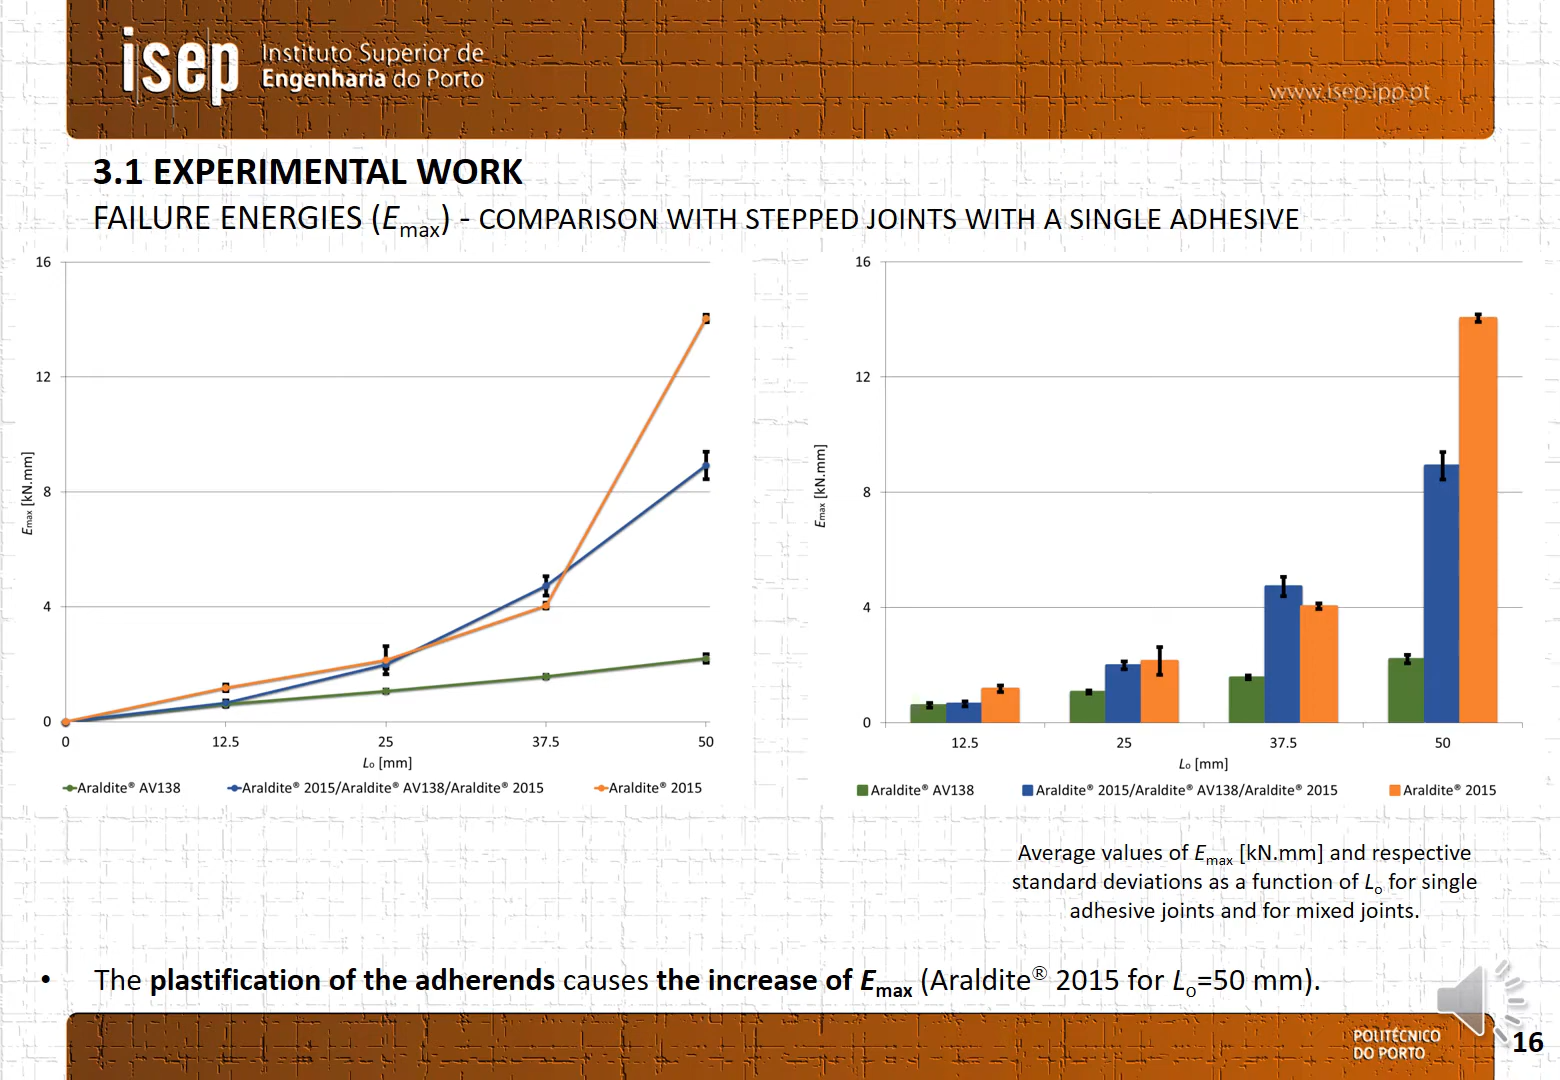 isep Instituto Superior de
Engenharia do Porto
www.isep.ipp.pt
3.1 EXPERIMENTAL WORK
FAILURE ENERGIES (Emax) - COMPARISON WITH STEPPED JOINTS WITH A SINGLE ADHESIVE
16
12
8
4
0
Emax [kN.mm]
0 12.5 25 37.5 50
Lo [mm]
Araldite® AV138 Araldite® 2015/Araldite® AV138/Araldite® 2015 Araldite® 2015
16
12
8
4
0
Emax [kN.mm]
12.5 25 37.5 50
Lo [mm]
Araldite® AV138 Araldite® 2015/Araldite® AV138/Araldite® 2015 Araldite® 2015
Average values of Emax [kN.mm] and respective
standard deviations as a function of Lo for single
adhesive joints and for mixed joints.
• The plastification of the adherends causes the increase of Emax (Araldite® 2015 for Lo=50 mm).
POLITÉCNICO
DO PORTO
16